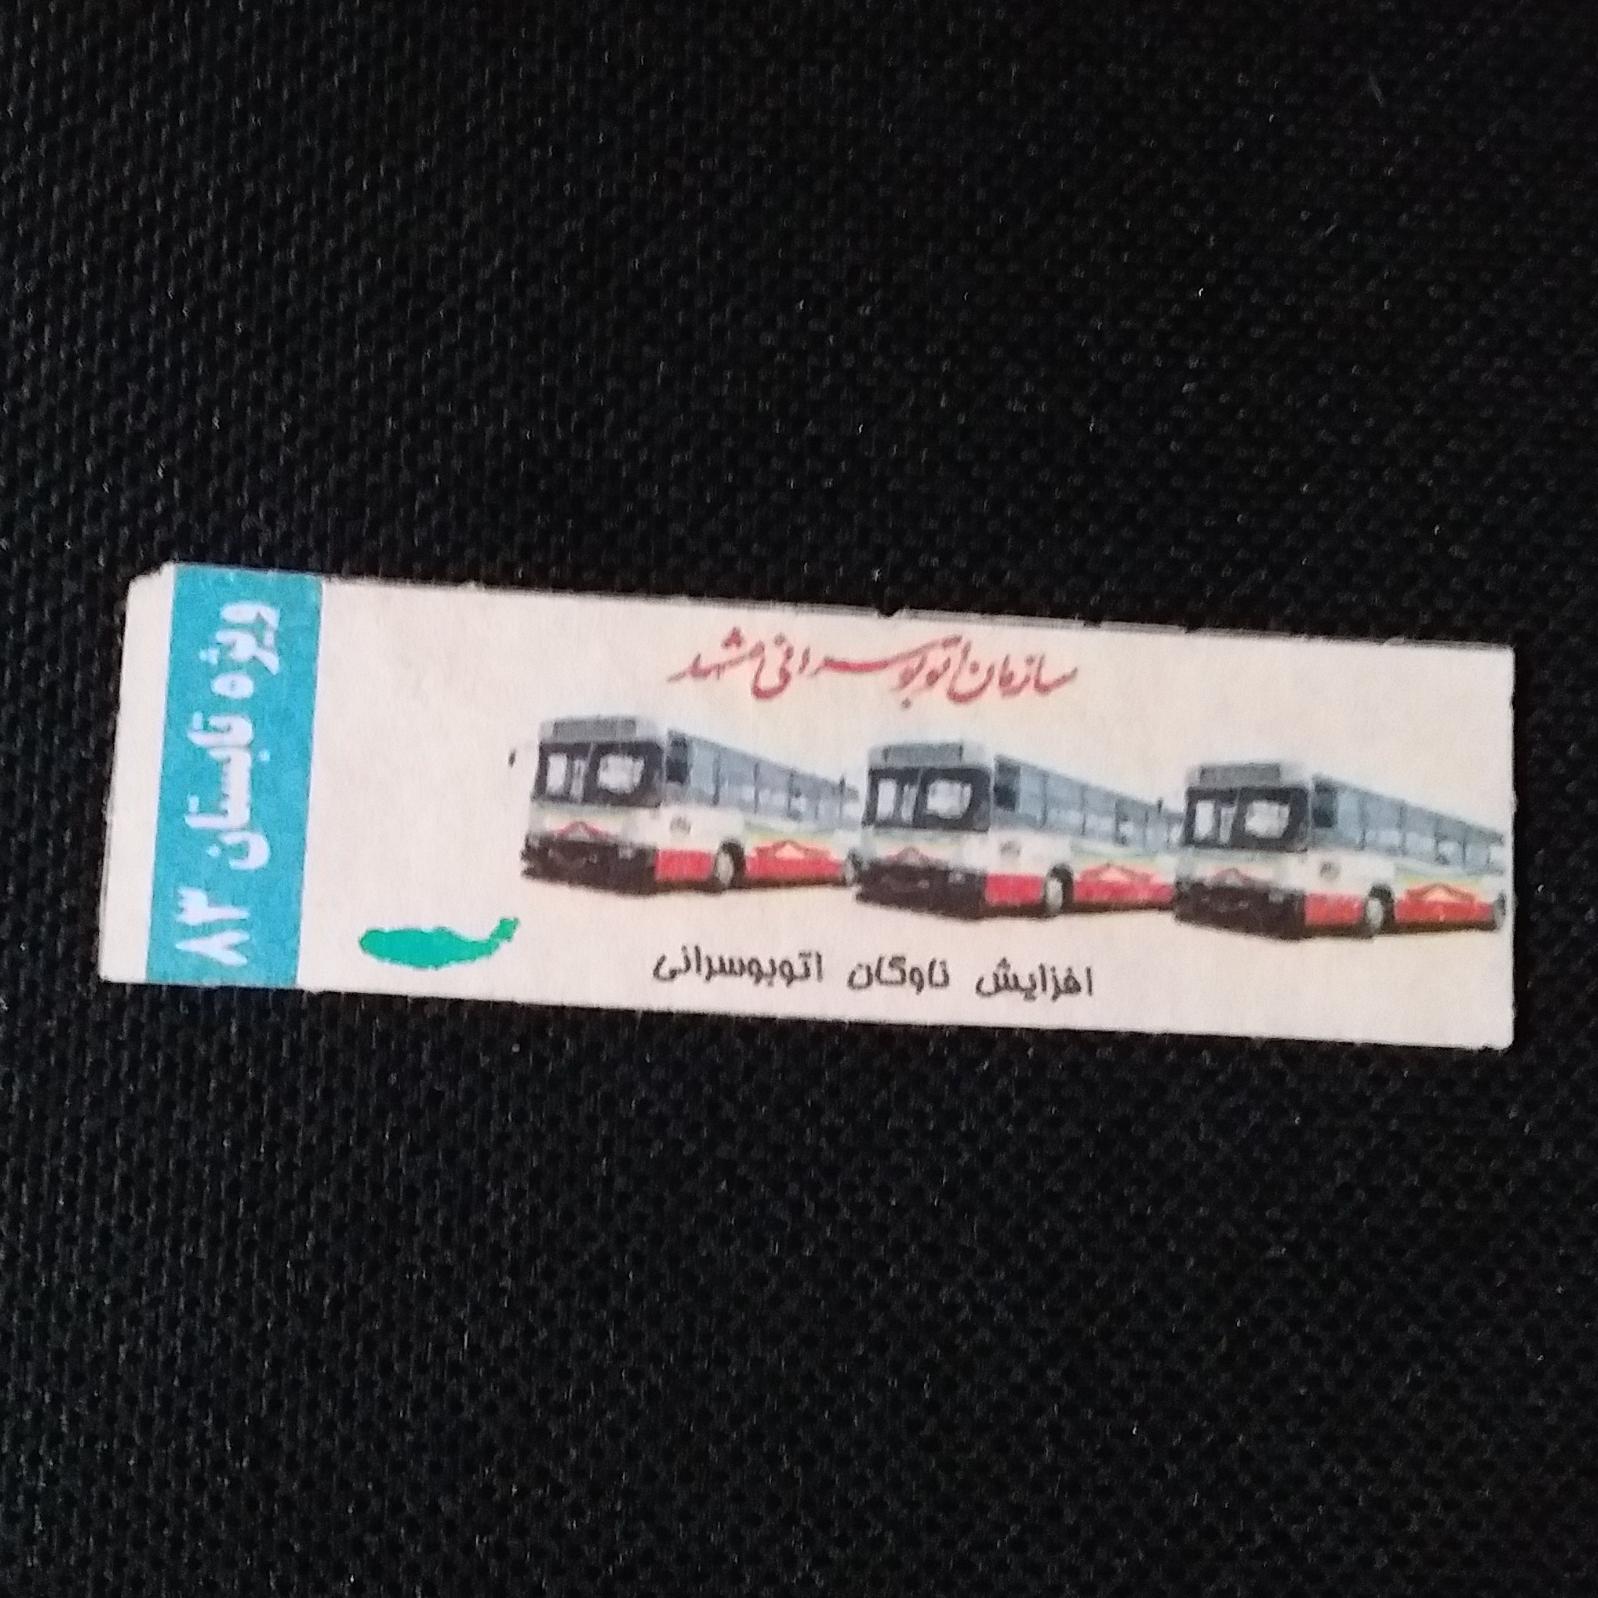 سازمان اتوبوسرانی مشهد
افزایش ناوگان اتوبوسرانی
ویژه تابستان ۸۳